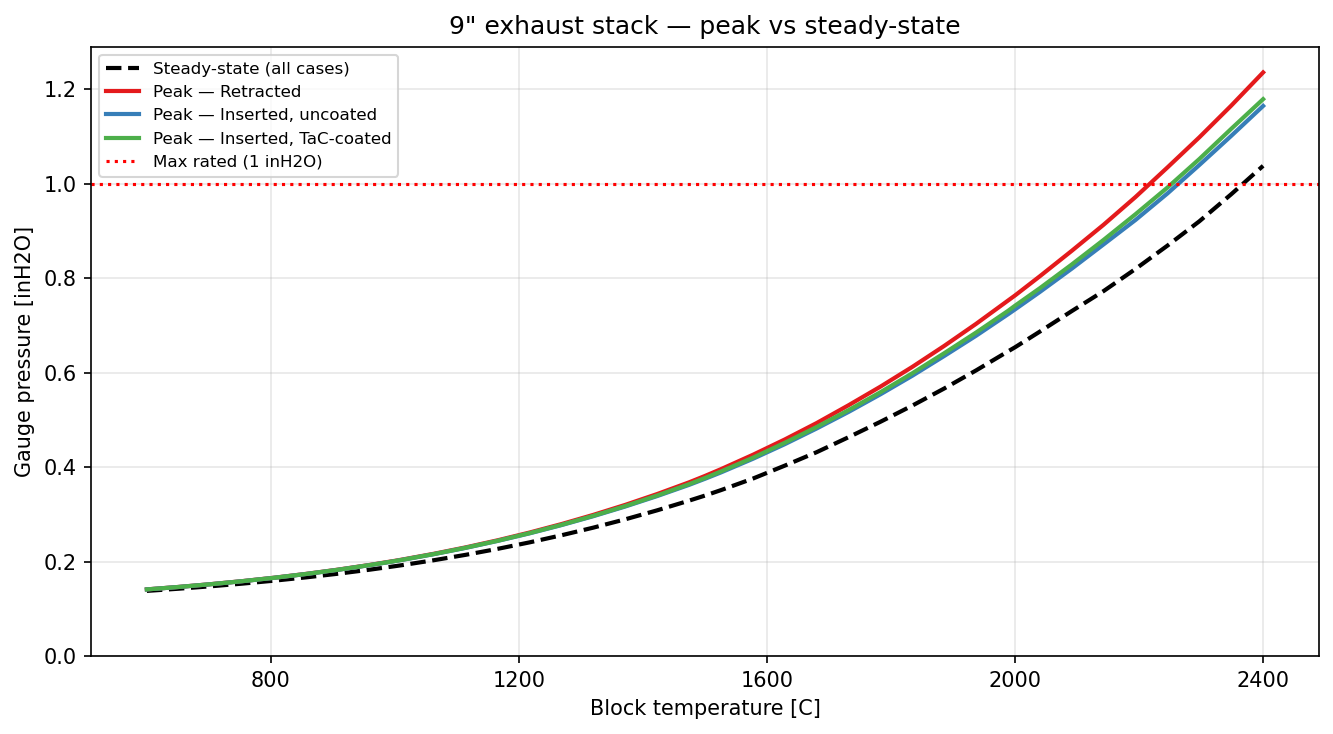 9" exhaust stack — peak vs steady-state
Steady-state (all cases)
Peak — Retracted
Peak — Inserted, uncoated
Peak — Inserted, TaC-coated
Max rated (1 inH2O)
Gauge pressure [inH2O]
1.2
1.0
0.8
0.6
0.4
0.2
0.0
800
1200
1600
2000
2400
Block temperature [C]